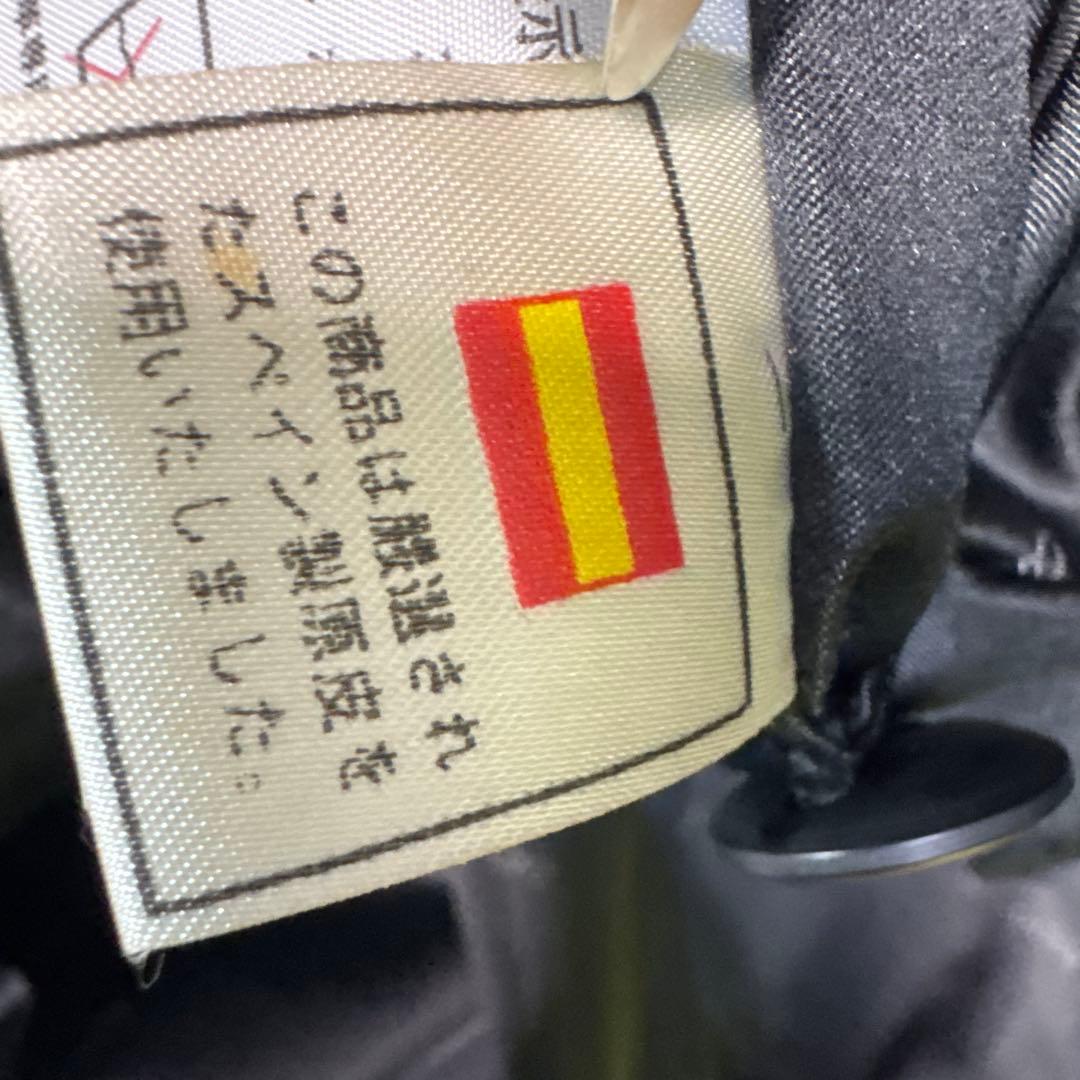 この商品は厳選され
たスペイン製原皮を
使用いたしました。
示